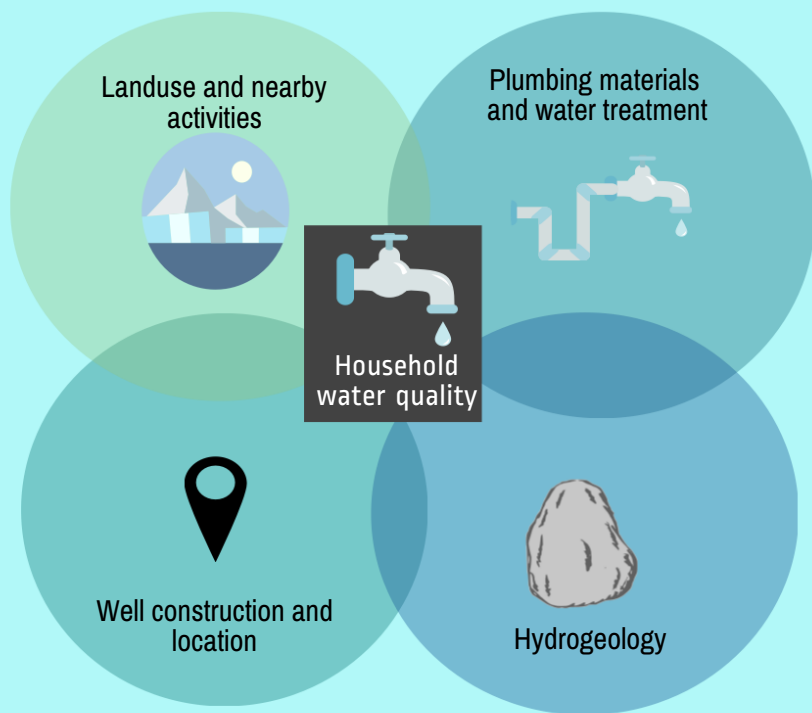 Landuse and nearby
activities
Plumbing materials
and water treatment
Household
water quality
Well construction and
location
Hydrogeology